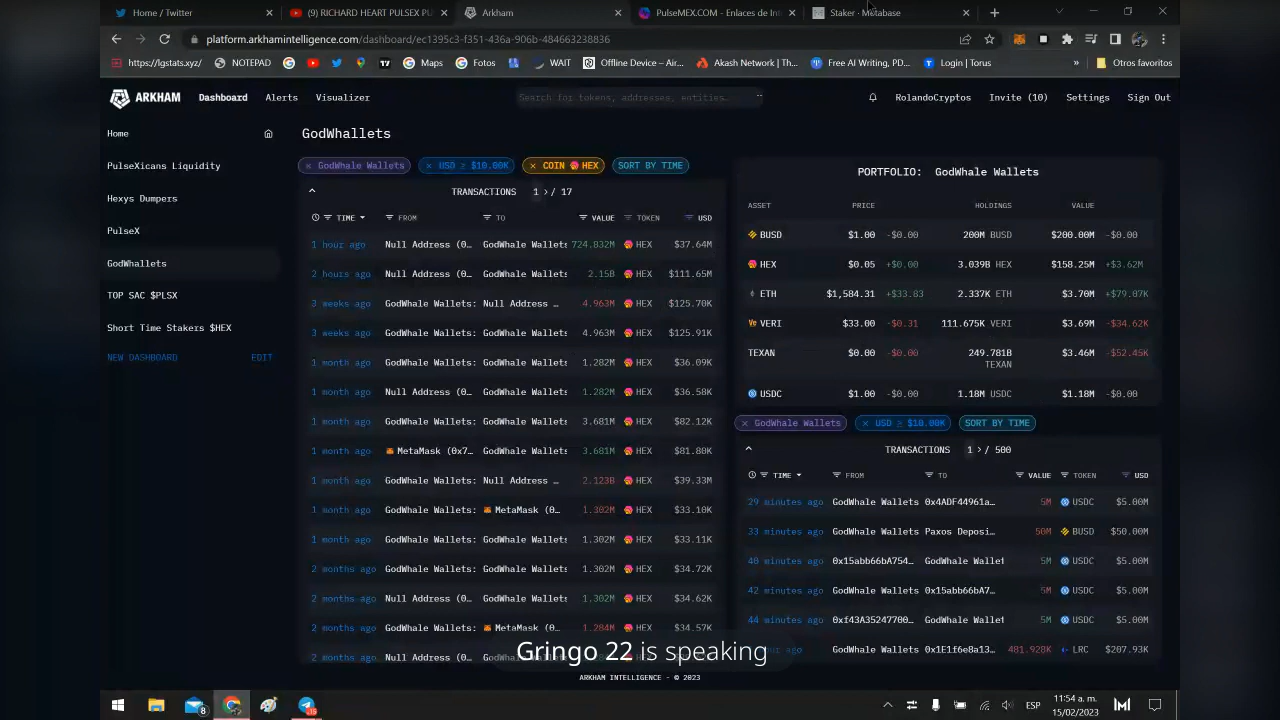 Home / Twitter
(9) RICHARD HEART PULSEX PU
Arkham
PulseMEX.COM - Enlaces de In
Staker · Metabase
platform.arkhamintelligence.com/dashboard/ec1395c3-f351-436a-906b-484663238836
https://lgstats.xyz/
NOTEPAD
Maps
Fotos
WAIT
Offline Device – Air...
Akash Network | Th...
Free AI Writing, PD...
Login | Torus
»
Otros favoritos
ARKHAM
Dashboard
Alerts
Visualizer
Search for tokens, addresses, entities...
RolandoCryptos
Invite (10)
Settings
Sign Out
Home
PulseXicans Liquidity
Hexys Dumpers
PulseX
GodWhallets
TOP SAC $PLSX
Short Time Stakers $HEX
NEW DASHBOARD EDIT
GodWhallets
× GodWhale Wallets × USD ≥ $10.00K × COIN HEX SORT BY TIME
TRANSACTIONS 1 > / 17
TIME FROM TO VALUE TOKEN USD
1 hour ago Null Address (0… GodWhale Wallets 724.832M HEX $37.64M
2 hours ago Null Address (0… GodWhale Wallets 2.15B HEX $111.65M
3 weeks ago GodWhale Wallets: Null Address … 4.963M HEX $125.70K
3 weeks ago GodWhale Wallets: GodWhale Wallets 4.963M HEX $125.91K
1 month ago GodWhale Wallets: GodWhale Wallets 1.282M HEX $36.09K
1 month ago Null Address (0… GodWhale Wallets 1.282M HEX $36.58K
1 month ago GodWhale Wallets: GodWhale Wallets 3.681M HEX $82.12K
1 month ago MetaMask (0x7… GodWhale Wallets 3.681M HEX $81.80K
1 month ago GodWhale Wallets: Null Address … 2.123B HEX $39.33M
1 month ago GodWhale Wallets: MetaMask (0… 1.302M HEX $33.10K
1 month ago GodWhale Wallets: GodWhale Wallets 1.302M HEX $33.11K
2 months ago GodWhale Wallets: GodWhale Wallets 1.302M HEX $34.72K
2 months ago Null Address (0… GodWhale Wallets 1.302M HEX $34.62K
2 months ago GodWhale Wallets: MetaMask (0… 1.284M HEX $34.57K
2 months ago Null Address (0… GodWhale Wallets HEX
PORTFOLIO: GodWhale Wallets
ASSET PRICE HOLDINGS VALUE
BUSD $1.00 -$0.00 200M BUSD $200.00M -$0.00
HEX $0.05 +$0.00 3.039B HEX $158.25M +$3.62M
ETH $1,584.31 +$33.83 2.337K ETH $3.70M +$79.07K
VERI $33.00 -$0.31 111.675K VERI $3.69M -$34.62K
TEXAN $0.00 -$0.00 249.781B TEXAN $3.46M -$52.45K
USDC $1.00 -$0.00 1.18M USDC $1.18M -$0.00
× GodWhale Wallets × USD ≥ $10.00K SORT BY TIME
TRANSACTIONS 1 > / 500
TIME FROM TO VALUE TOKEN USD
29 minutes ago GodWhale Wallets 0x4ADF44961a… 5M USDC $5.00M
33 minutes ago GodWhale Wallets Paxos Deposi… 50M BUSD $50.00M
40 minutes ago 0x15abb66bA754… GodWhale Wallet 5M USDC $5.00M
42 minutes ago GodWhale Wallets 0x15abb66bA7… 5M USDC $5.00M
44 minutes ago 0xf43A35247700… GodWhale Wallet 5M USDC $5.00M
hour ago GodWhale Wallets 0x1E1f6e8a13… 481.928K LRC $207.93K
Gringo 22 is speaking
ARKHAM INTELLIGENCE - © 2023
8
ESP
11:54 a. m.
15/02/2023